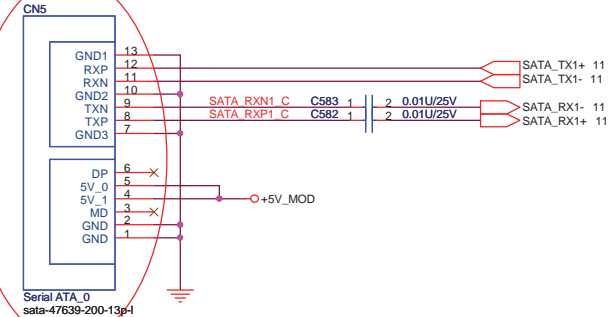 CN5
GND1 13
RXP 12 SATA_TX1+ 11
RXN 11 SATA_TX1- 11
GND2 10
TXN 9 SATA_RXN1_C C583 1 2 0.01U/25V SATA_RX1- 11
TXP 8 SATA_RXP1_C C582 1 2 0.01U/25V SATA_RX1+ 11
GND3 7
DP 6
5V_0 5
5V_1 4 +5V_MOD
MD 3
GND 2
GND 1
Serial ATA_0
sata-47639-200-13p-l